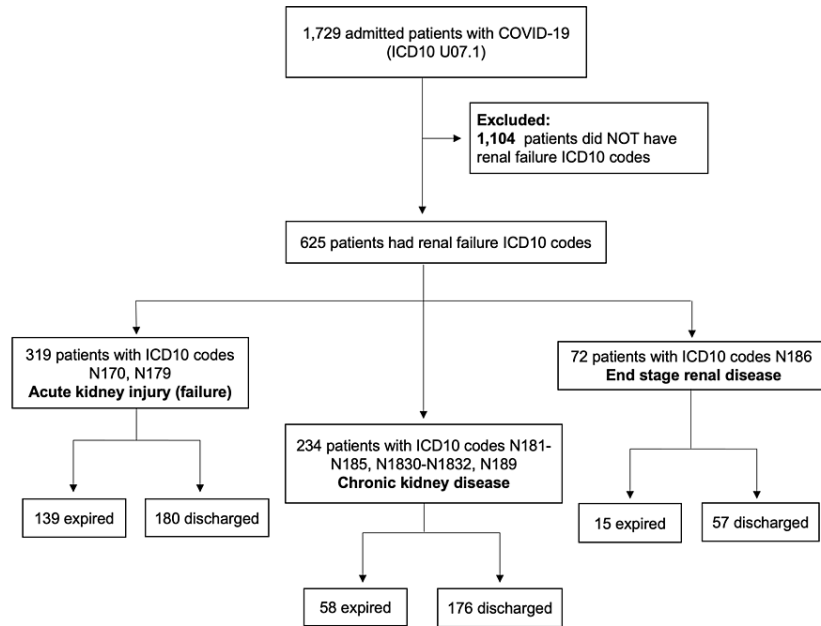 1,729 admitted patients with COVID-19
(ICD10 U07.1)
Excluded:
1,104 patients did NOT have
renal failure ICD10 codes
625 patients had renal failure ICD10 codes
319 patients with ICD10 codes
N170, N179
Acute kidney injury (failure)
72 patients with ICD10 codes N186
End stage renal disease
234 patients with ICD10 codes N181-
N185, N1830-N1832, N189
Chronic kidney disease
139 expired
180 discharged
15 expired
57 discharged
58 expired
176 discharged